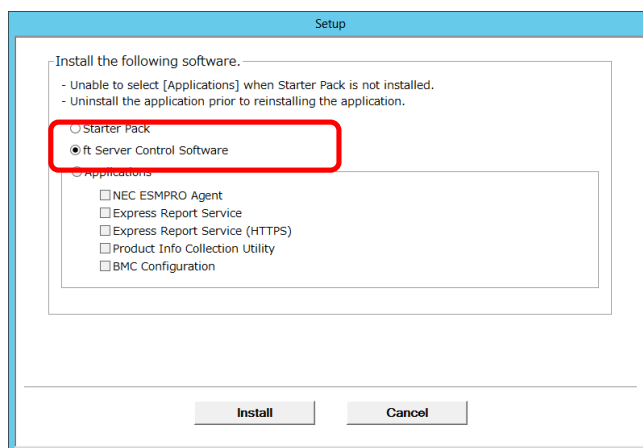 Setup
Install the following software.
- Unable to select [Applications] when Starter Pack is not installed.
- Uninstall the application prior to reinstalling the application.
Starter Pack
ft Server Control Software
Applications
NEC ESMPRO Agent
Express Report Service
Express Report Service (HTTPS)
Product Info Collection Utility
BMC Configuration
Install
Cancel